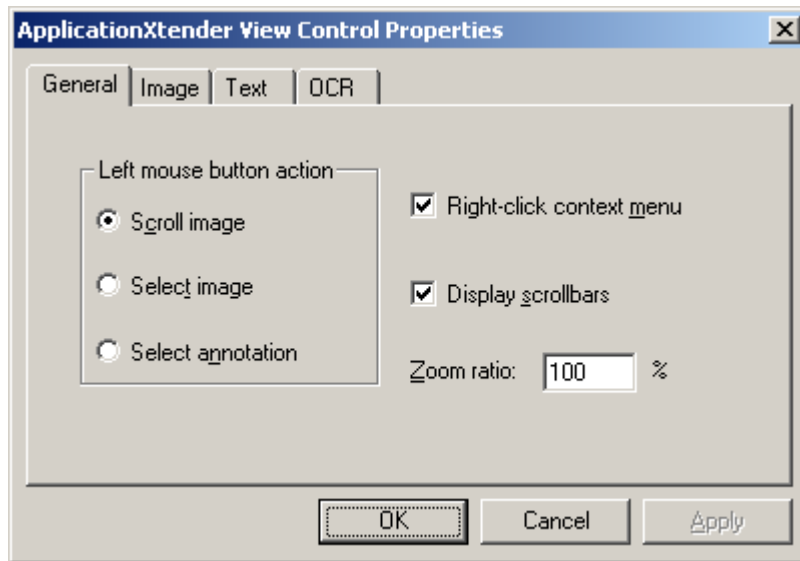 ApplicationXtender View Control Properties
General Image Text OCR
Left mouse button action
Scroll image
Select image
Select annotation
Right-click context menu
Display scrollbars
Zoom ratio: 100 %
OK Cancel Apply